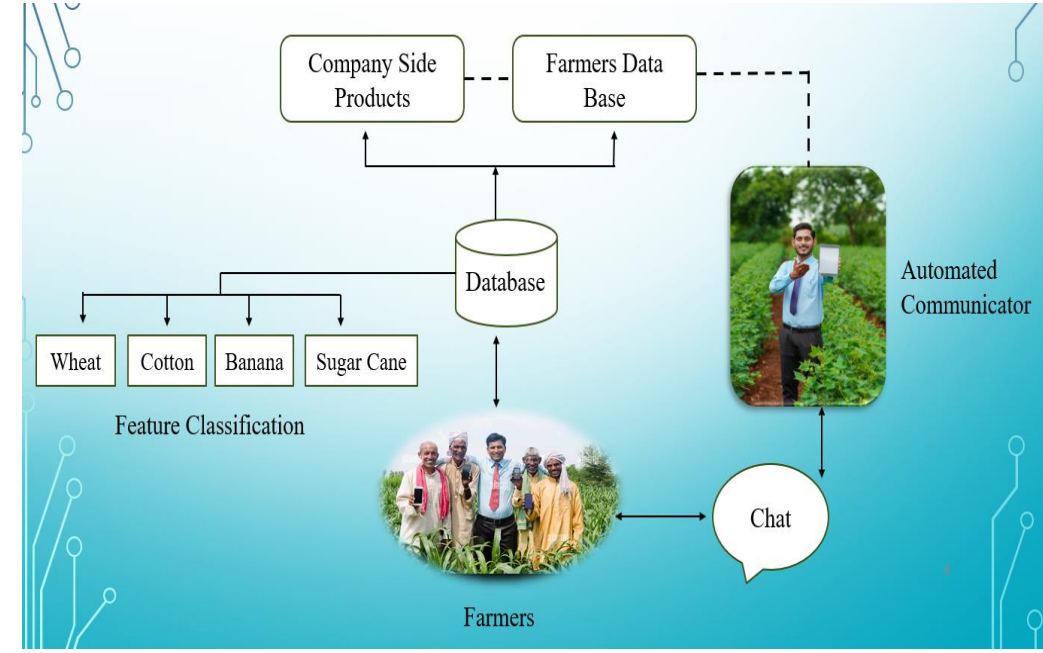 Company Side
Products
Farmers Data
Base
Database
Automated
Communicator
Wheat
Cotton
Banana
Sugar Cane
Feature Classification
Chat
Farmers